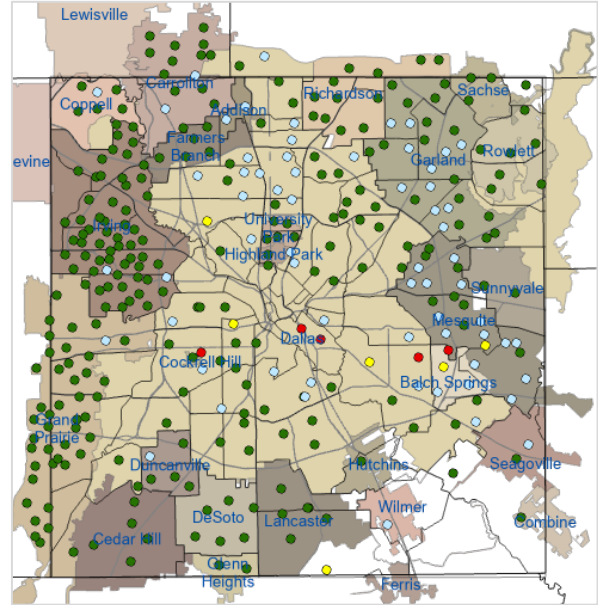 Lewisville
Carrollton
Coppell
Addison
Richardson
Sachse
Farmers
Branch
Garland
Rowlett
evine
Irving
University
Park
Highland Park
Sunnyvale
Dallas
Mesquite
Cockrell Hill
Balch Springs
Grand
Prairie
Duncanville
Hutchins
Seagoville
DeSoto
Lancaster
Wilmer
Combine
Cedar Hill
Glenn
Heights
Ferris